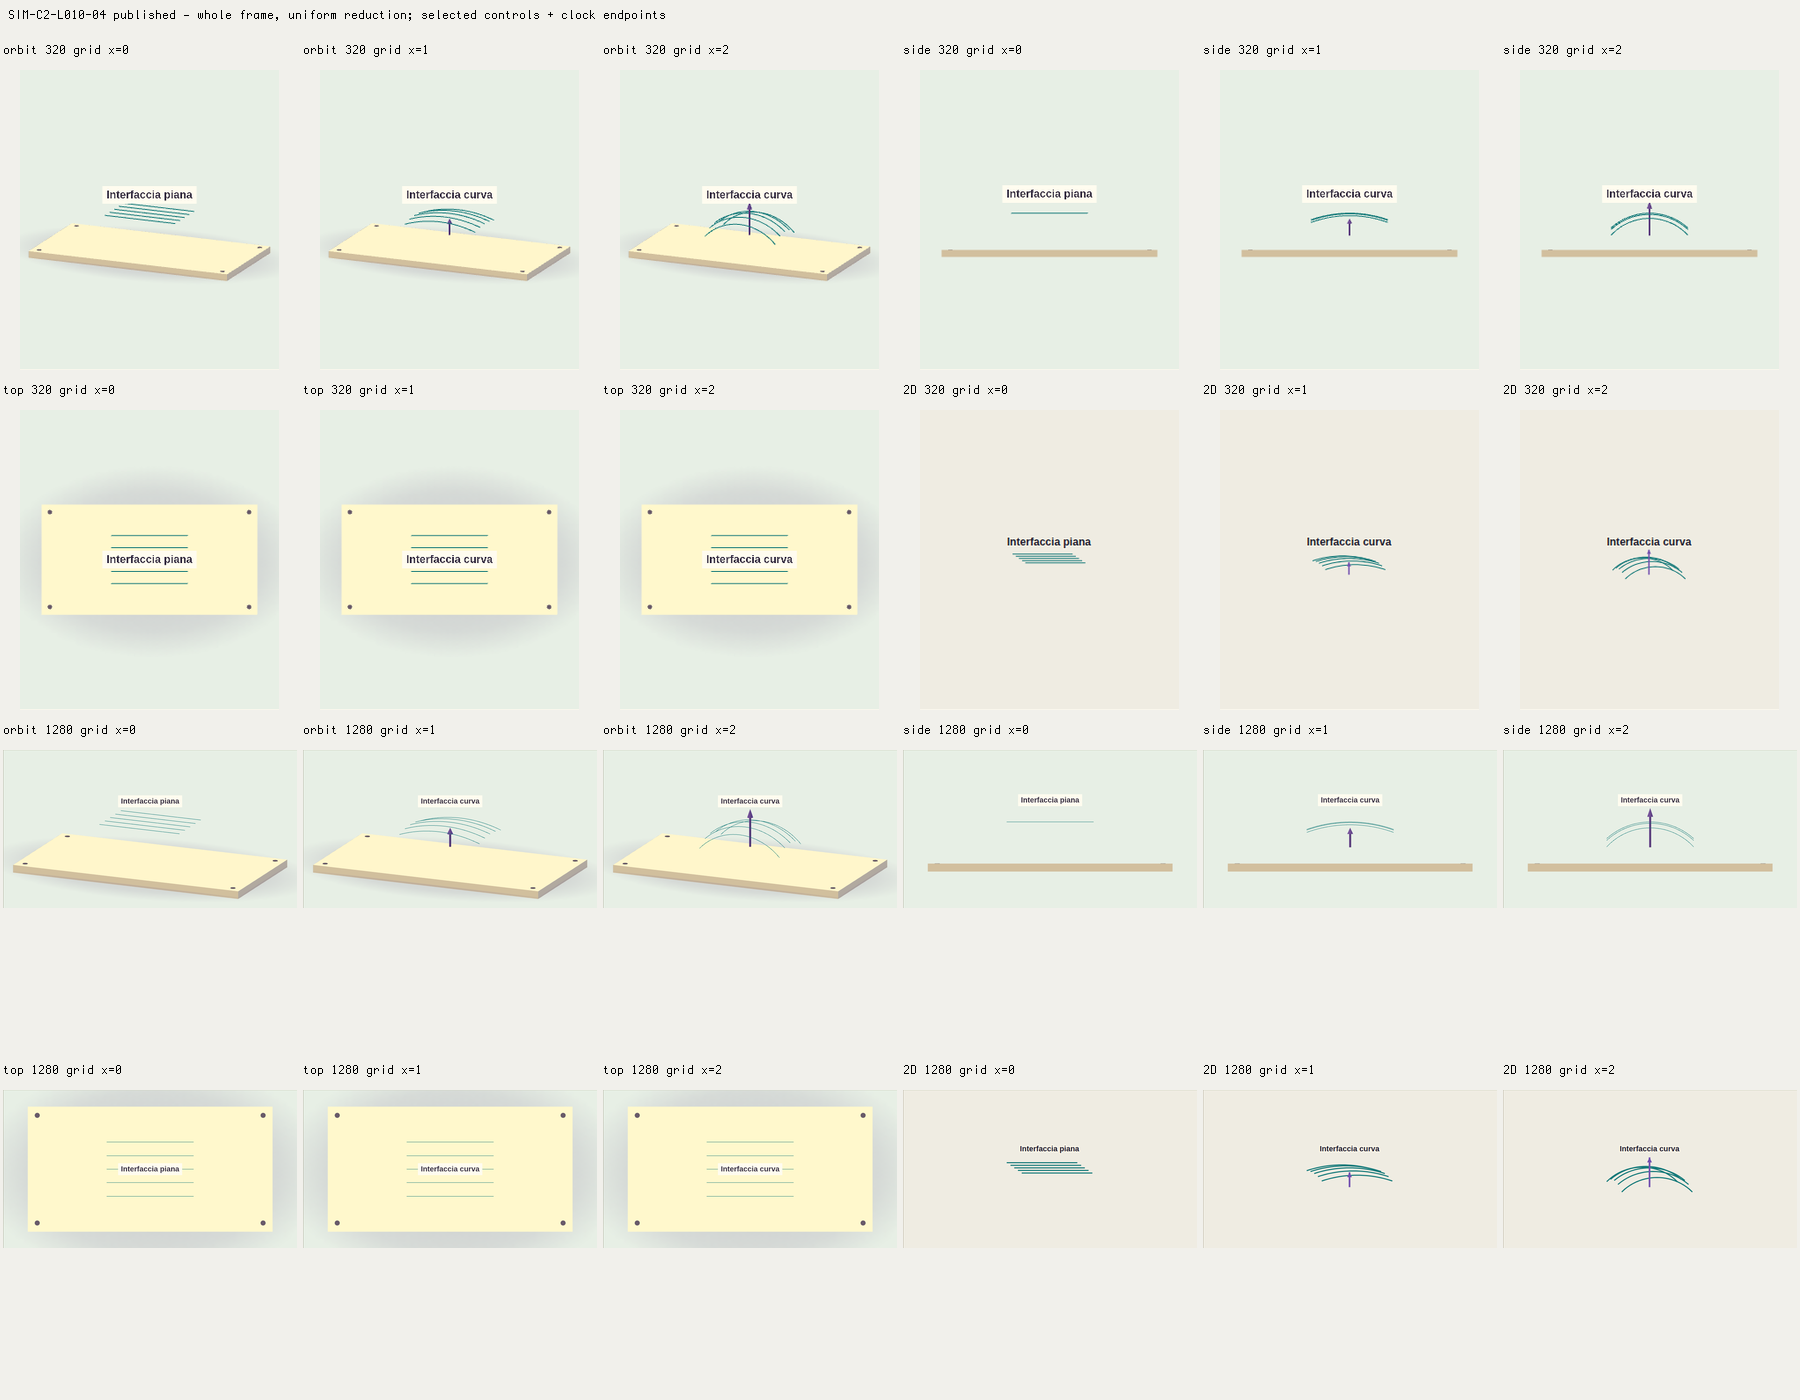 SIM-C2-L010-04 published — whole frame, uniform reduction; selected controls + clock endpoints
orbit 320 grid x=0
orbit 320 grid x=1
orbit 320 grid x=2
side 320 grid x=0
side 320 grid x=1
side 320 grid x=2
Interfaccia piana
Interfaccia curva
Interfaccia curva
Interfaccia piana
Interfaccia curva
Interfaccia curva
top 320 grid x=0
top 320 grid x=1
top 320 grid x=2
2D 320 grid x=0
2D 320 grid x=1
2D 320 grid x=2
Interfaccia piana
Interfaccia curva
Interfaccia curva
Interfaccia piana
Interfaccia curva
Interfaccia curva
orbit 1280 grid x=0
orbit 1280 grid x=1
orbit 1280 grid x=2
side 1280 grid x=0
side 1280 grid x=1
side 1280 grid x=2
Interfaccia piana
Interfaccia curva
Interfaccia curva
Interfaccia piana
Interfaccia curva
Interfaccia curva
top 1280 grid x=0
top 1280 grid x=1
top 1280 grid x=2
2D 1280 grid x=0
2D 1280 grid x=1
2D 1280 grid x=2
Interfaccia piana
Interfaccia curva
Interfaccia curva
Interfaccia piana
Interfaccia curva
Interfaccia curva